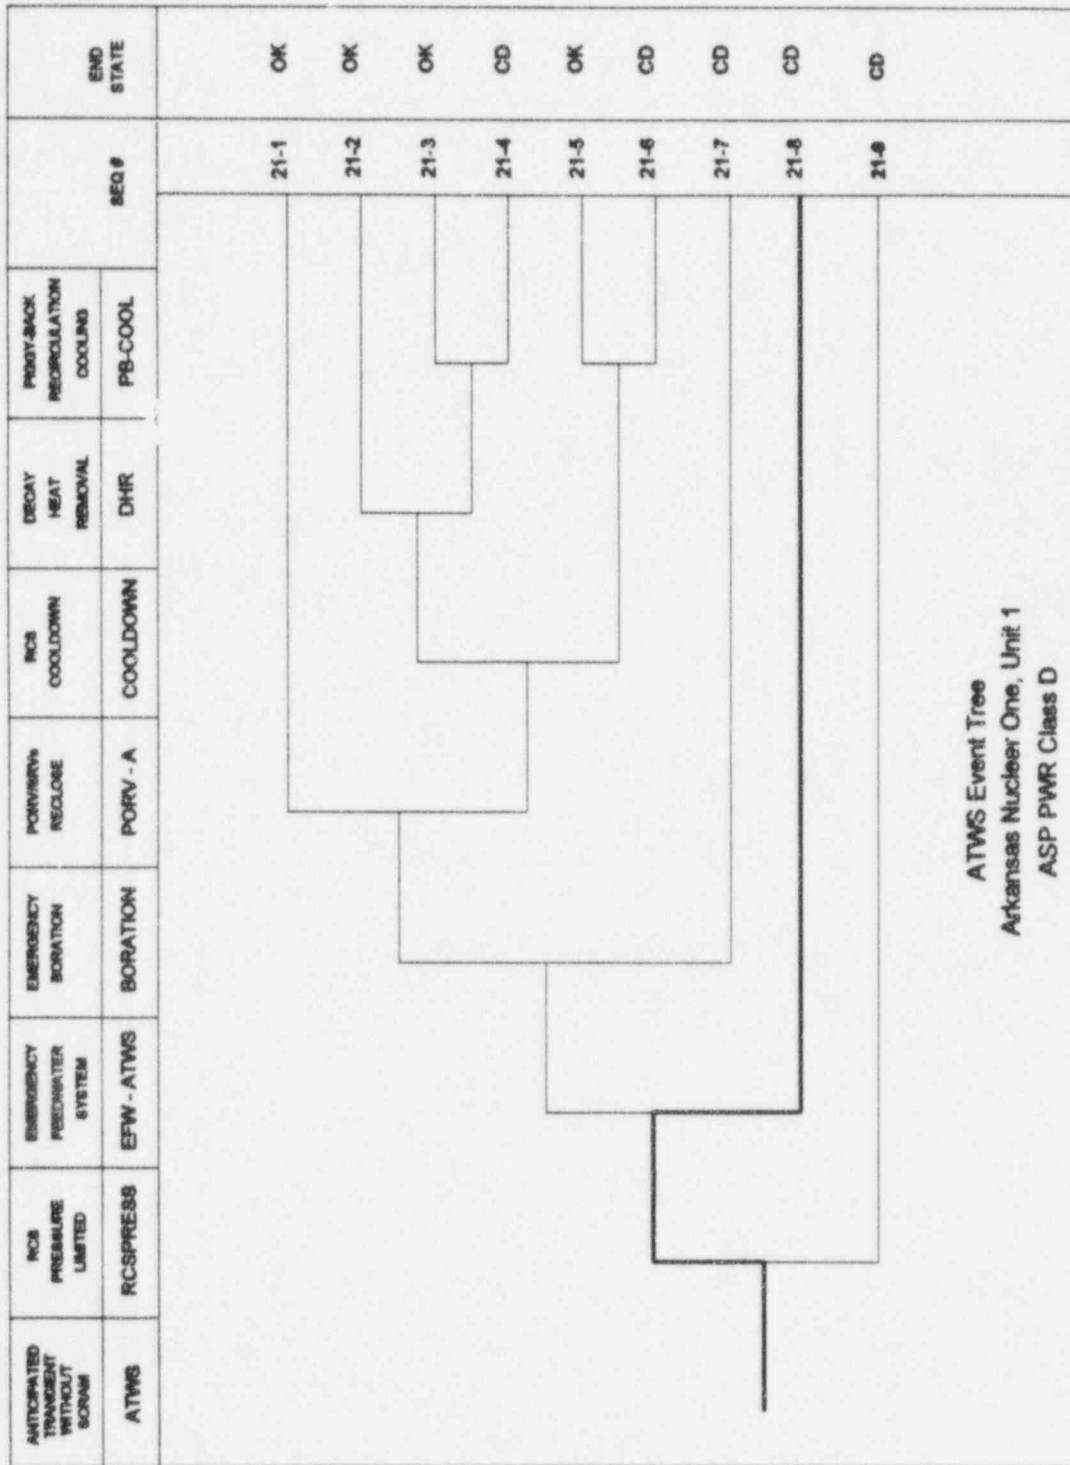 ANTICIPATED
TRANSIENT
WITHOUT
SCRAM
RCS
PRESSURE
LIMITED
EMERGENCY
FEEDWATER
SYSTEM
EMERGENCY
BORATION
PORV/SRVs
RECLOSE
RCS
COOLDOWN
DECAY
HEAT
REMOVAL
PIGGY-BACK
RECIRCULATION
COOLING
END
STATE
ATWS
RCSPRESS
EFW - ATWS
BORATION
PORV - A
COOLDOWN
DHR
PB-COOL
SEQ #
21-1 OK
21-2 OK
21-3 OK
21-4 CD
21-5 OK
21-6 CD
21-7 CD
21-8 CD
21-9 CD
ATWS Event Tree
Arkansas Nuclear One, Unit 1
ASP PWR Class D